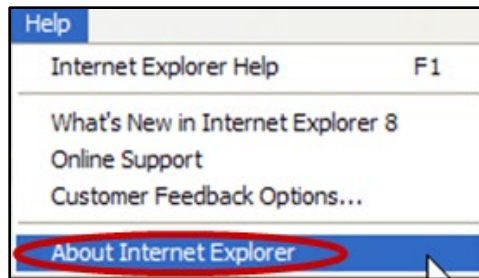 Help
Internet Explorer Help F1
What's New in Internet Explorer 8
Online Support
Customer Feedback Options...
About Internet Explorer